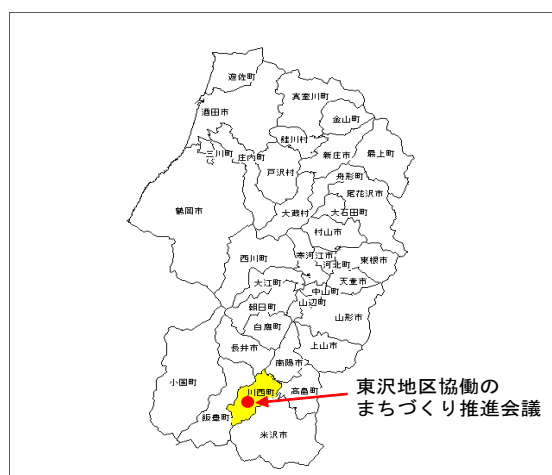 遊佐町
真室川町
金山町
酒田市
鮭川村
三川町
庄内町
新庄市
最上町
戸沢村
舟形町
尾花沢市
鶴岡市
大蔵村
大石田町
村山市
西川町
寒河江市
河北町
東根市
大江町
天童市
中山町
朝日町
山辺町
山形市
白鷹町
長井市
上山市
南陽市
小国町
川西町
高畠町
飯豊町
米沢市
東沢地区協働の
まちづくり推進会議